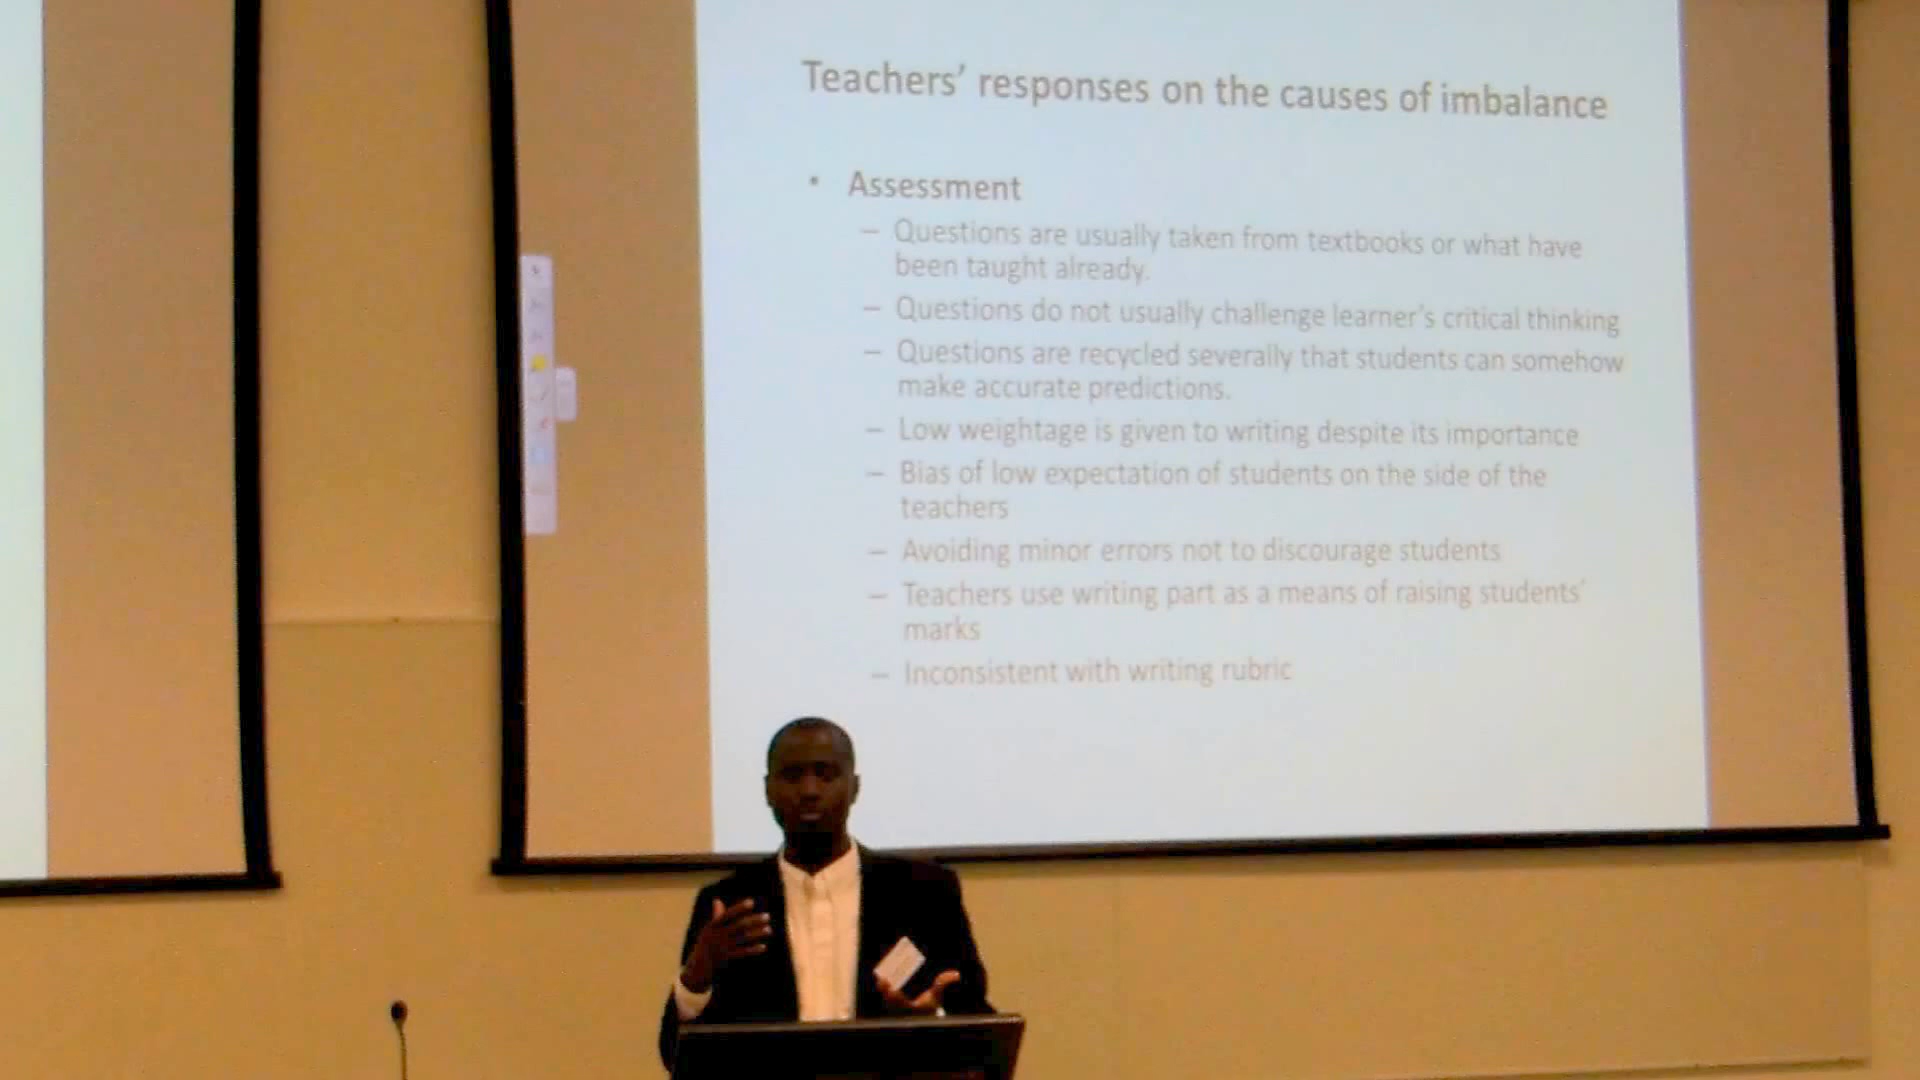 Teachers’ responses on the causes of imbalance
• Assessment
– Questions are usually taken from textbooks or what have
been taught already.
– Questions do not usually challenge learner’s critical thinking
– Questions are recycled severally that students can somehow
make accurate predictions.
– Low weightage is given to writing despite its importance
– Bias of low expectation of students on the side of the
teachers
– Avoiding minor errors not to discourage students
– Teachers use writing part as a means of raising students’
marks
– Inconsistent with writing rubric